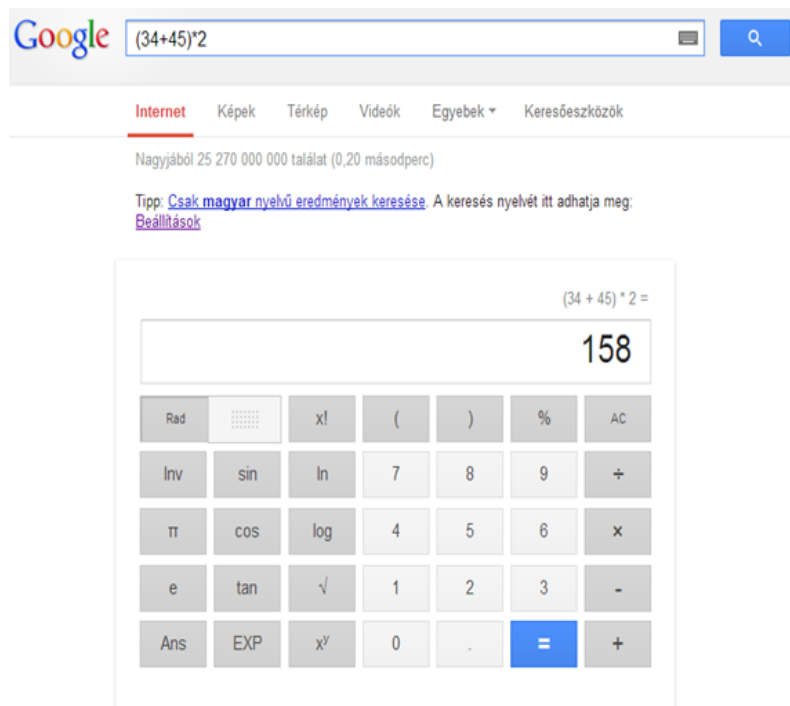 Google (34+45)*2
Internet Képek Térkép Videók Egyebek Keresőeszközök
Nagyjából 25 270 000 000 találat (0,20 másodperc)
Tipp: Csak magyar nyelvű eredmények keresése. A keresés nyelvét itt adhatja meg:
Beállítások
(34 + 45) * 2 =
158
Rad x! ( ) % AC
Inv sin ln 7 8 9 ÷
π cos log 4 5 6 ×
e tan √ 1 2 3 -
Ans EXP xʸ 0 . = +